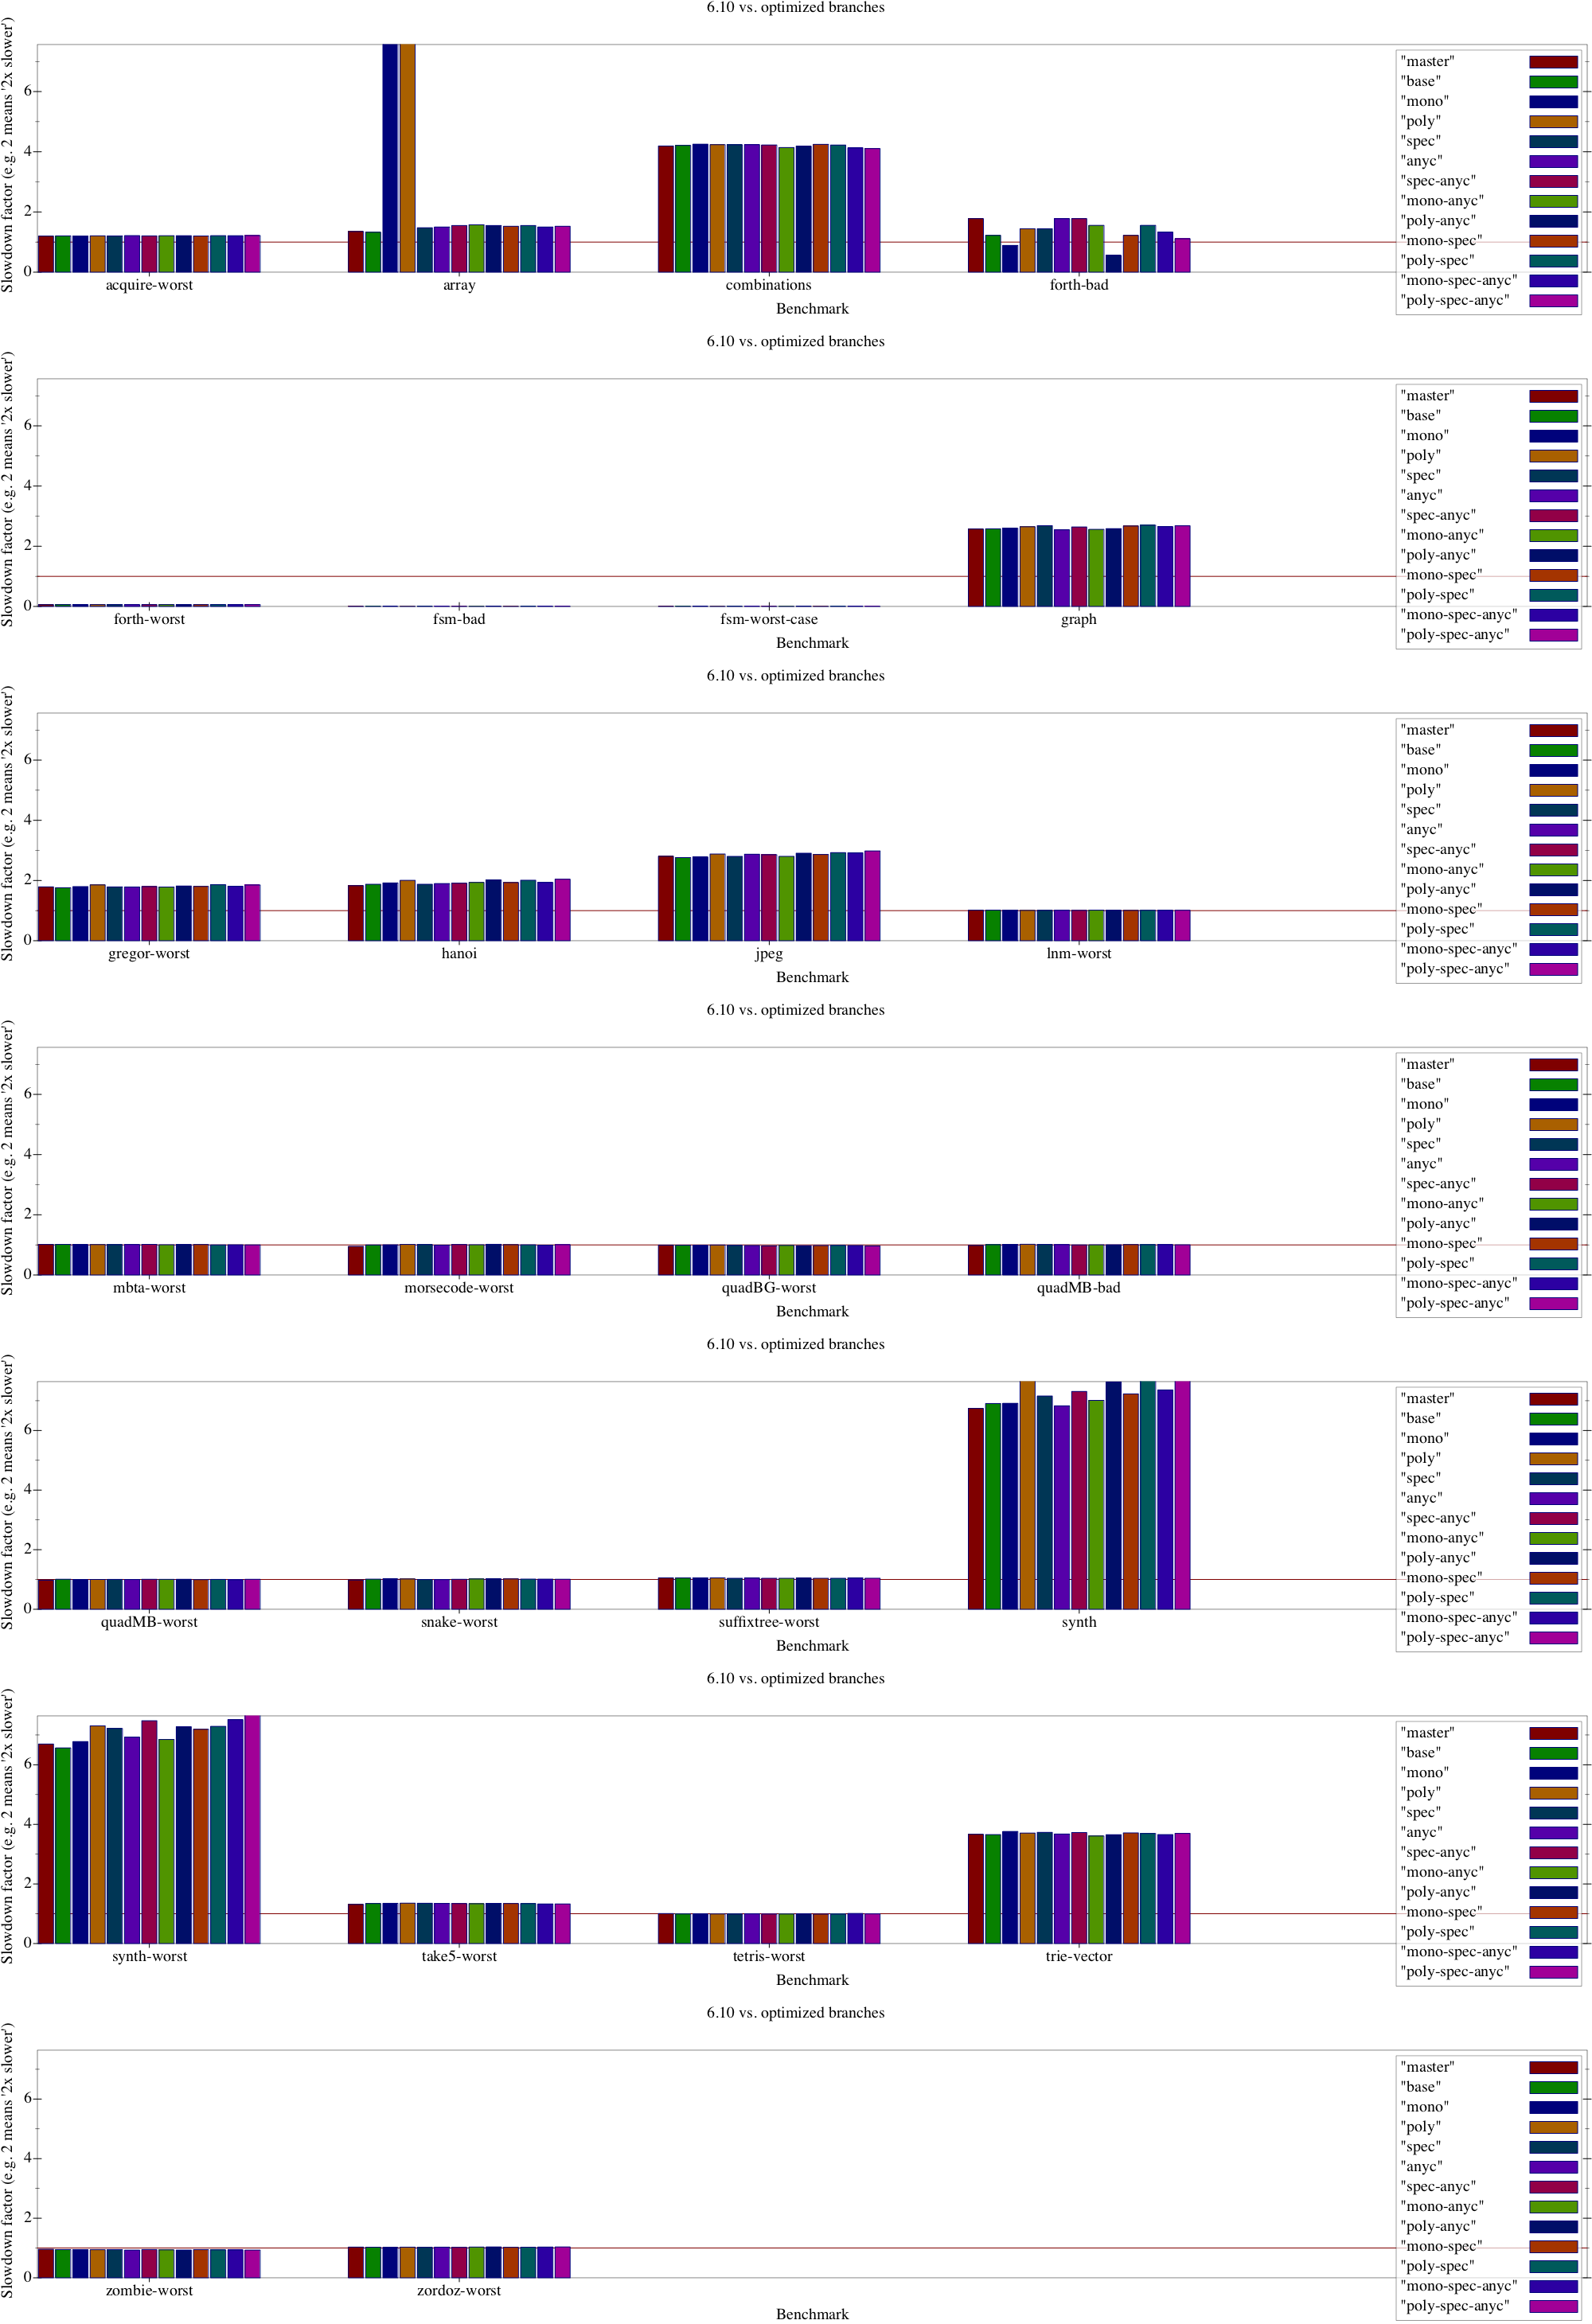 6.10 vs. optimized branches
Slowdown factor (e.g. 2 means '2x slower')
6
4
2
0
acquire-worst array combinations forth-bad
Benchmark
"master"
"base"
"mono"
"poly"
"spec"
"anyc"
"spec-anyc"
"mono-anyc"
"poly-anyc"
"mono-spec"
"poly-spec"
"mono-spec-anyc"
"poly-spec-anyc"
6.10 vs. optimized branches
Slowdown factor (e.g. 2 means '2x slower')
6
4
2
0
forth-worst fsm-bad fsm-worst-case graph
Benchmark
"master"
"base"
"mono"
"poly"
"spec"
"anyc"
"spec-anyc"
"mono-anyc"
"poly-anyc"
"mono-spec"
"poly-spec"
"mono-spec-anyc"
"poly-spec-anyc"
6.10 vs. optimized branches
Slowdown factor (e.g. 2 means '2x slower')
6
4
2
0
gregor-worst hanoi jpeg lnm-worst
Benchmark
"master"
"base"
"mono"
"poly"
"spec"
"anyc"
"spec-anyc"
"mono-anyc"
"poly-anyc"
"mono-spec"
"poly-spec"
"mono-spec-anyc"
"poly-spec-anyc"
6.10 vs. optimized branches
Slowdown factor (e.g. 2 means '2x slower')
6
4
2
0
mbta-worst morsecode-worst quadBG-worst quadMB-bad
Benchmark
"master"
"base"
"mono"
"poly"
"spec"
"anyc"
"spec-anyc"
"mono-anyc"
"poly-anyc"
"mono-spec"
"poly-spec"
"mono-spec-anyc"
"poly-spec-anyc"
6.10 vs. optimized branches
Slowdown factor (e.g. 2 means '2x slower')
6
4
2
0
quadMB-worst snake-worst suffixtree-worst synth
Benchmark
"master"
"base"
"mono"
"poly"
"spec"
"anyc"
"spec-anyc"
"mono-anyc"
"poly-anyc"
"mono-spec"
"poly-spec"
"mono-spec-anyc"
"poly-spec-anyc"
6.10 vs. optimized branches
Slowdown factor (e.g. 2 means '2x slower')
6
4
2
0
synth-worst take5-worst tetris-worst trie-vector
Benchmark
"master"
"base"
"mono"
"poly"
"spec"
"anyc"
"spec-anyc"
"mono-anyc"
"poly-anyc"
"mono-spec"
"poly-spec"
"mono-spec-anyc"
"poly-spec-anyc"
6.10 vs. optimized branches
Slowdown factor (e.g. 2 means '2x slower')
6
4
2
0
zombie-worst zordoz-worst
Benchmark
"master"
"base"
"mono"
"poly"
"spec"
"anyc"
"spec-anyc"
"mono-anyc"
"poly-anyc"
"mono-spec"
"poly-spec"
"mono-spec-anyc"
"poly-spec-anyc"